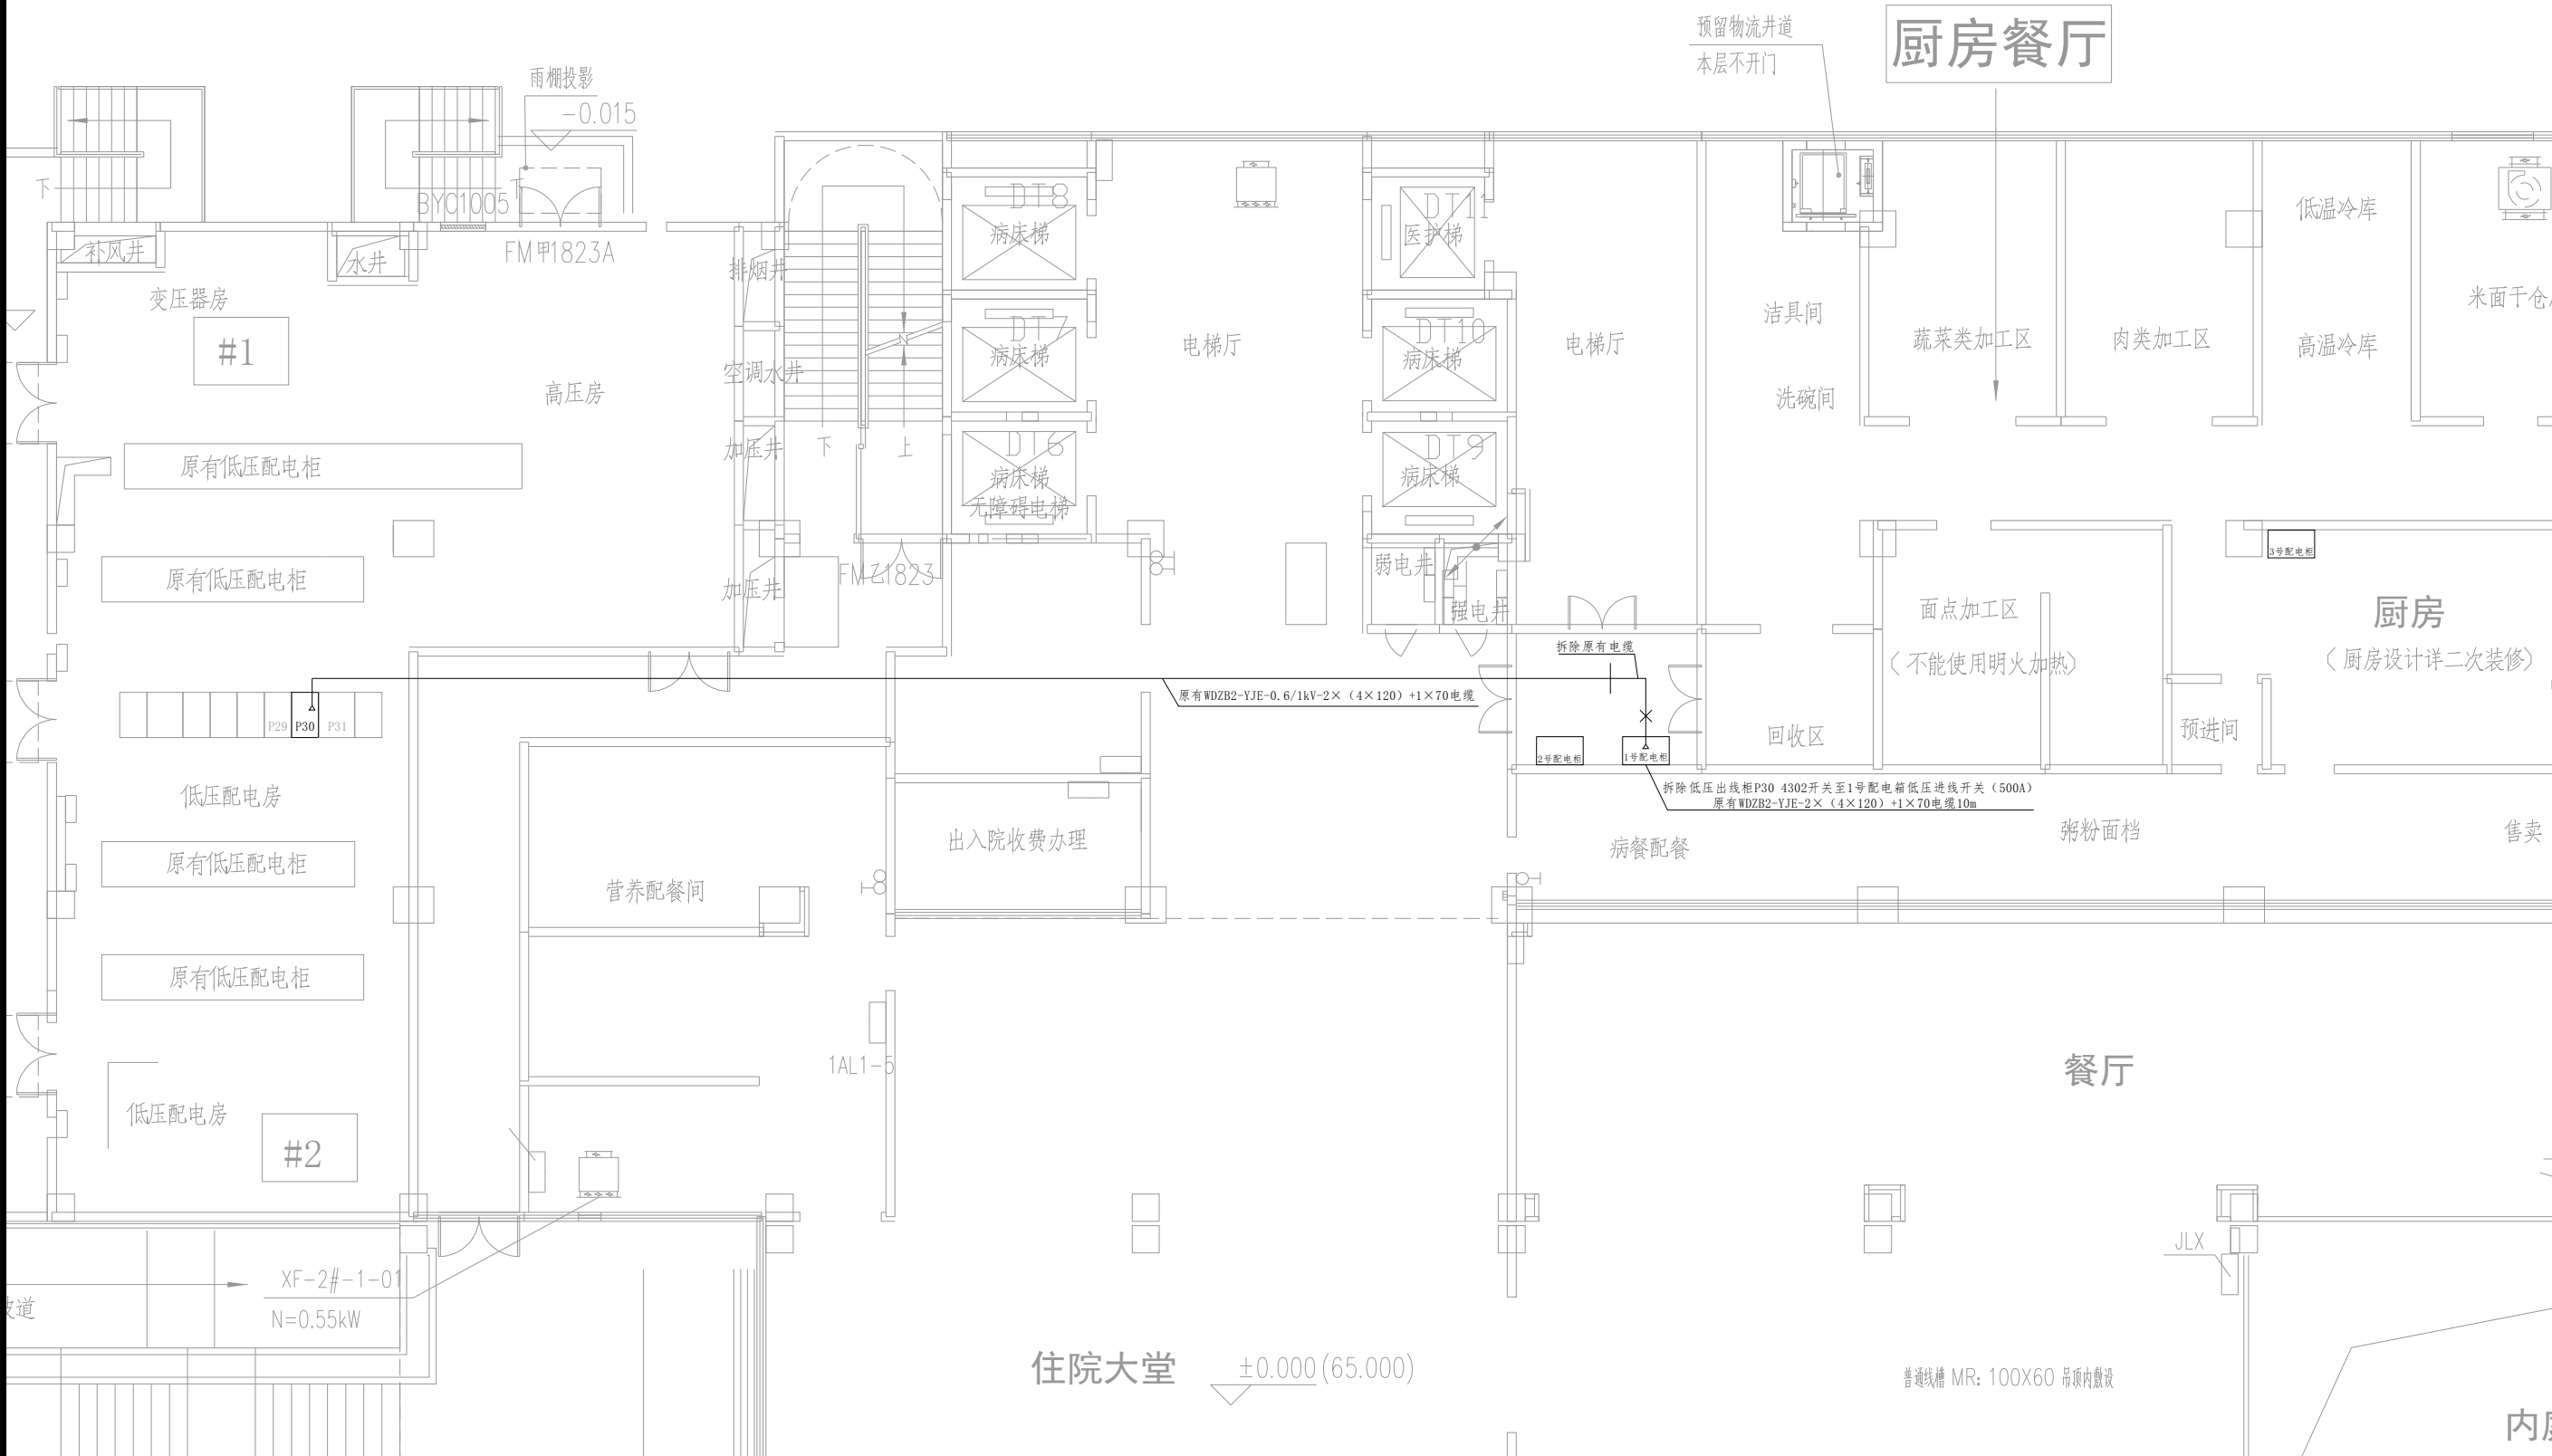 预留物流井道
本层不开门
厨房餐厅
雨棚投影
-0.015
下
下
BYC1005
FM甲1823A
补风井
水井
变压器房
#1
高压房
排烟井
空调水井
加压井
加压井
下
上
FM乙1823
DT8
病床梯
DT7
病床梯
DT6
病床梯
无障碍电梯
电梯厅
DT11
医护梯
DT10
病床梯
DT9
病床梯
弱电井
强电井
电梯厅
洁具间
洗碗间
蔬菜类加工区
肉类加工区
低温冷库
高温冷库
米面干仓
原有低压配电柜
原有低压配电柜
3号配电柜
面点加工区
(不能使用明火加热)
厨房
(厨房设计详二次装修)
拆除原有电缆
原有WDZB2-YJE-0.6/1kV-2×（4×120）+1×70电缆
P29
P30
P31
2号配电柜
1号配电柜
回收区
预进间
拆除低压出线柜P30 4302开关至1号配电箱低压进线开关（500A）
原有WDZB2-YJE-2×（4×120）+1×70电缆10m
低压配电房
原有低压配电柜
营养配餐间
出入院收费办理
病餐配餐
粥粉面档
售卖
原有低压配电柜
1AL1-5
餐厅
低压配电房
#2
JLX
XF-2#-1-01
N=0.55kW
坡道
住院大堂
±0.000(65.000)
普通线槽 MR: 100X60 吊顶内敷设
内